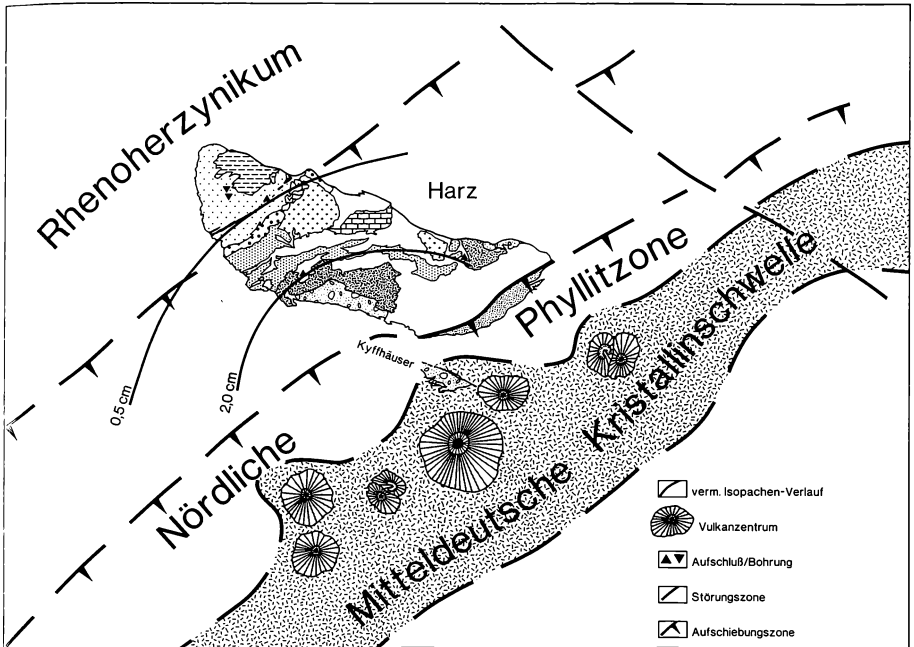 Rhenoherzynikum
Harz
Phyllitzone
Kyffhäuser
0,5 cm
2,0 cm
Nördliche
Mitteldeutsche Kristallinschwelle
verm. Isopachen-Verlauf
Vulkanzentrum
Aufschluß/Bohrung
Störungszone
Aufschiebungszone